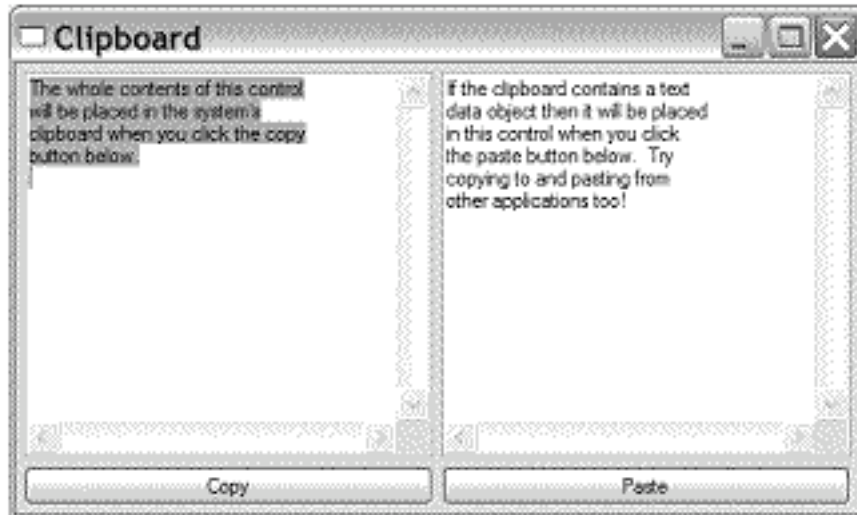 Clipboard
The whole contents of this control
will be placed in the system's
clipboard when you click the copy
button below.
If the clipboard contains a text
data object then it will be placed
in this control when you click
the paste button below.  Try
copying to and pasting from
other applications too!
Copy
Paste